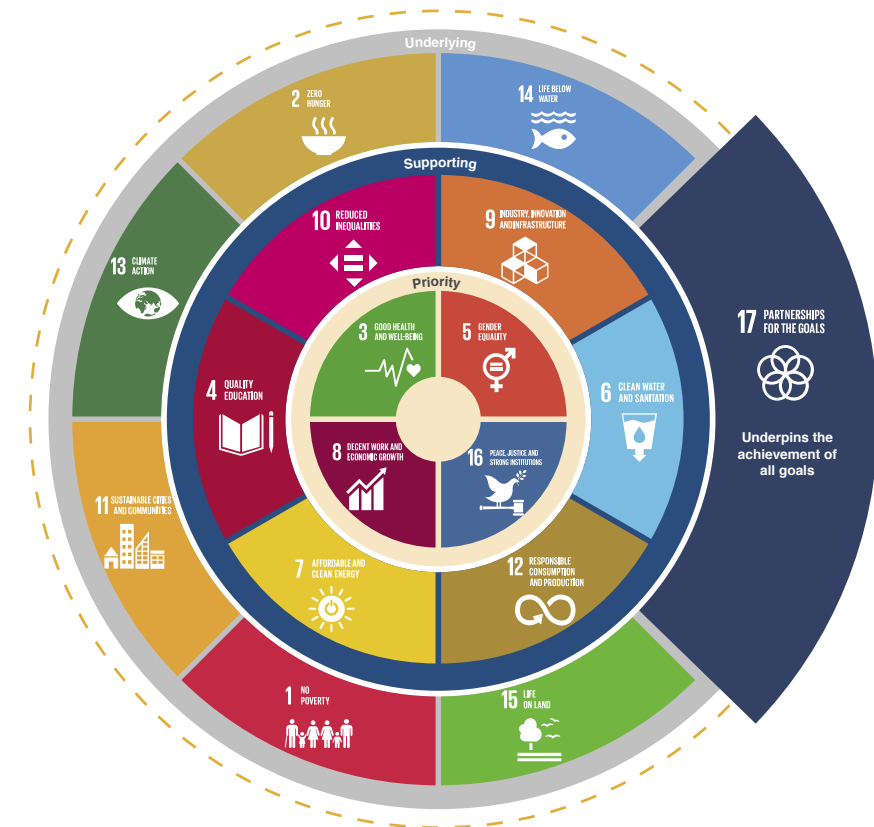 Underlying
2 ZERO
HUNGER
14 LIFE BELOW
WATER
Supporting
10 REDUCED
INEQUALITIES
9 INDUSTRY, INNOVATION
AND INFRASTRUCTURE
13 CLIMATE
ACTION
Priority
3 GOOD HEALTH
AND WELL-BEING
5 GENDER
EQUALITY
17 PARTNERSHIPS
FOR THE GOALS
4 QUALITY
EDUCATION
6 CLEAN WATER
AND SANITATION
Underpins the
achievement of
all goals
8 DECENT WORK AND
ECONOMIC GROWTH
16 PEACE, JUSTICE AND
STRONG INSTITUTIONS
11 SUSTAINABLE CITIES
AND COMMUNITIES
7 AFFORDABLE AND
CLEAN ENERGY
12 RESPONSIBLE
CONSUMPTION
AND PRODUCTION
1 NO
POVERTY
15 LIFE
ON LAND